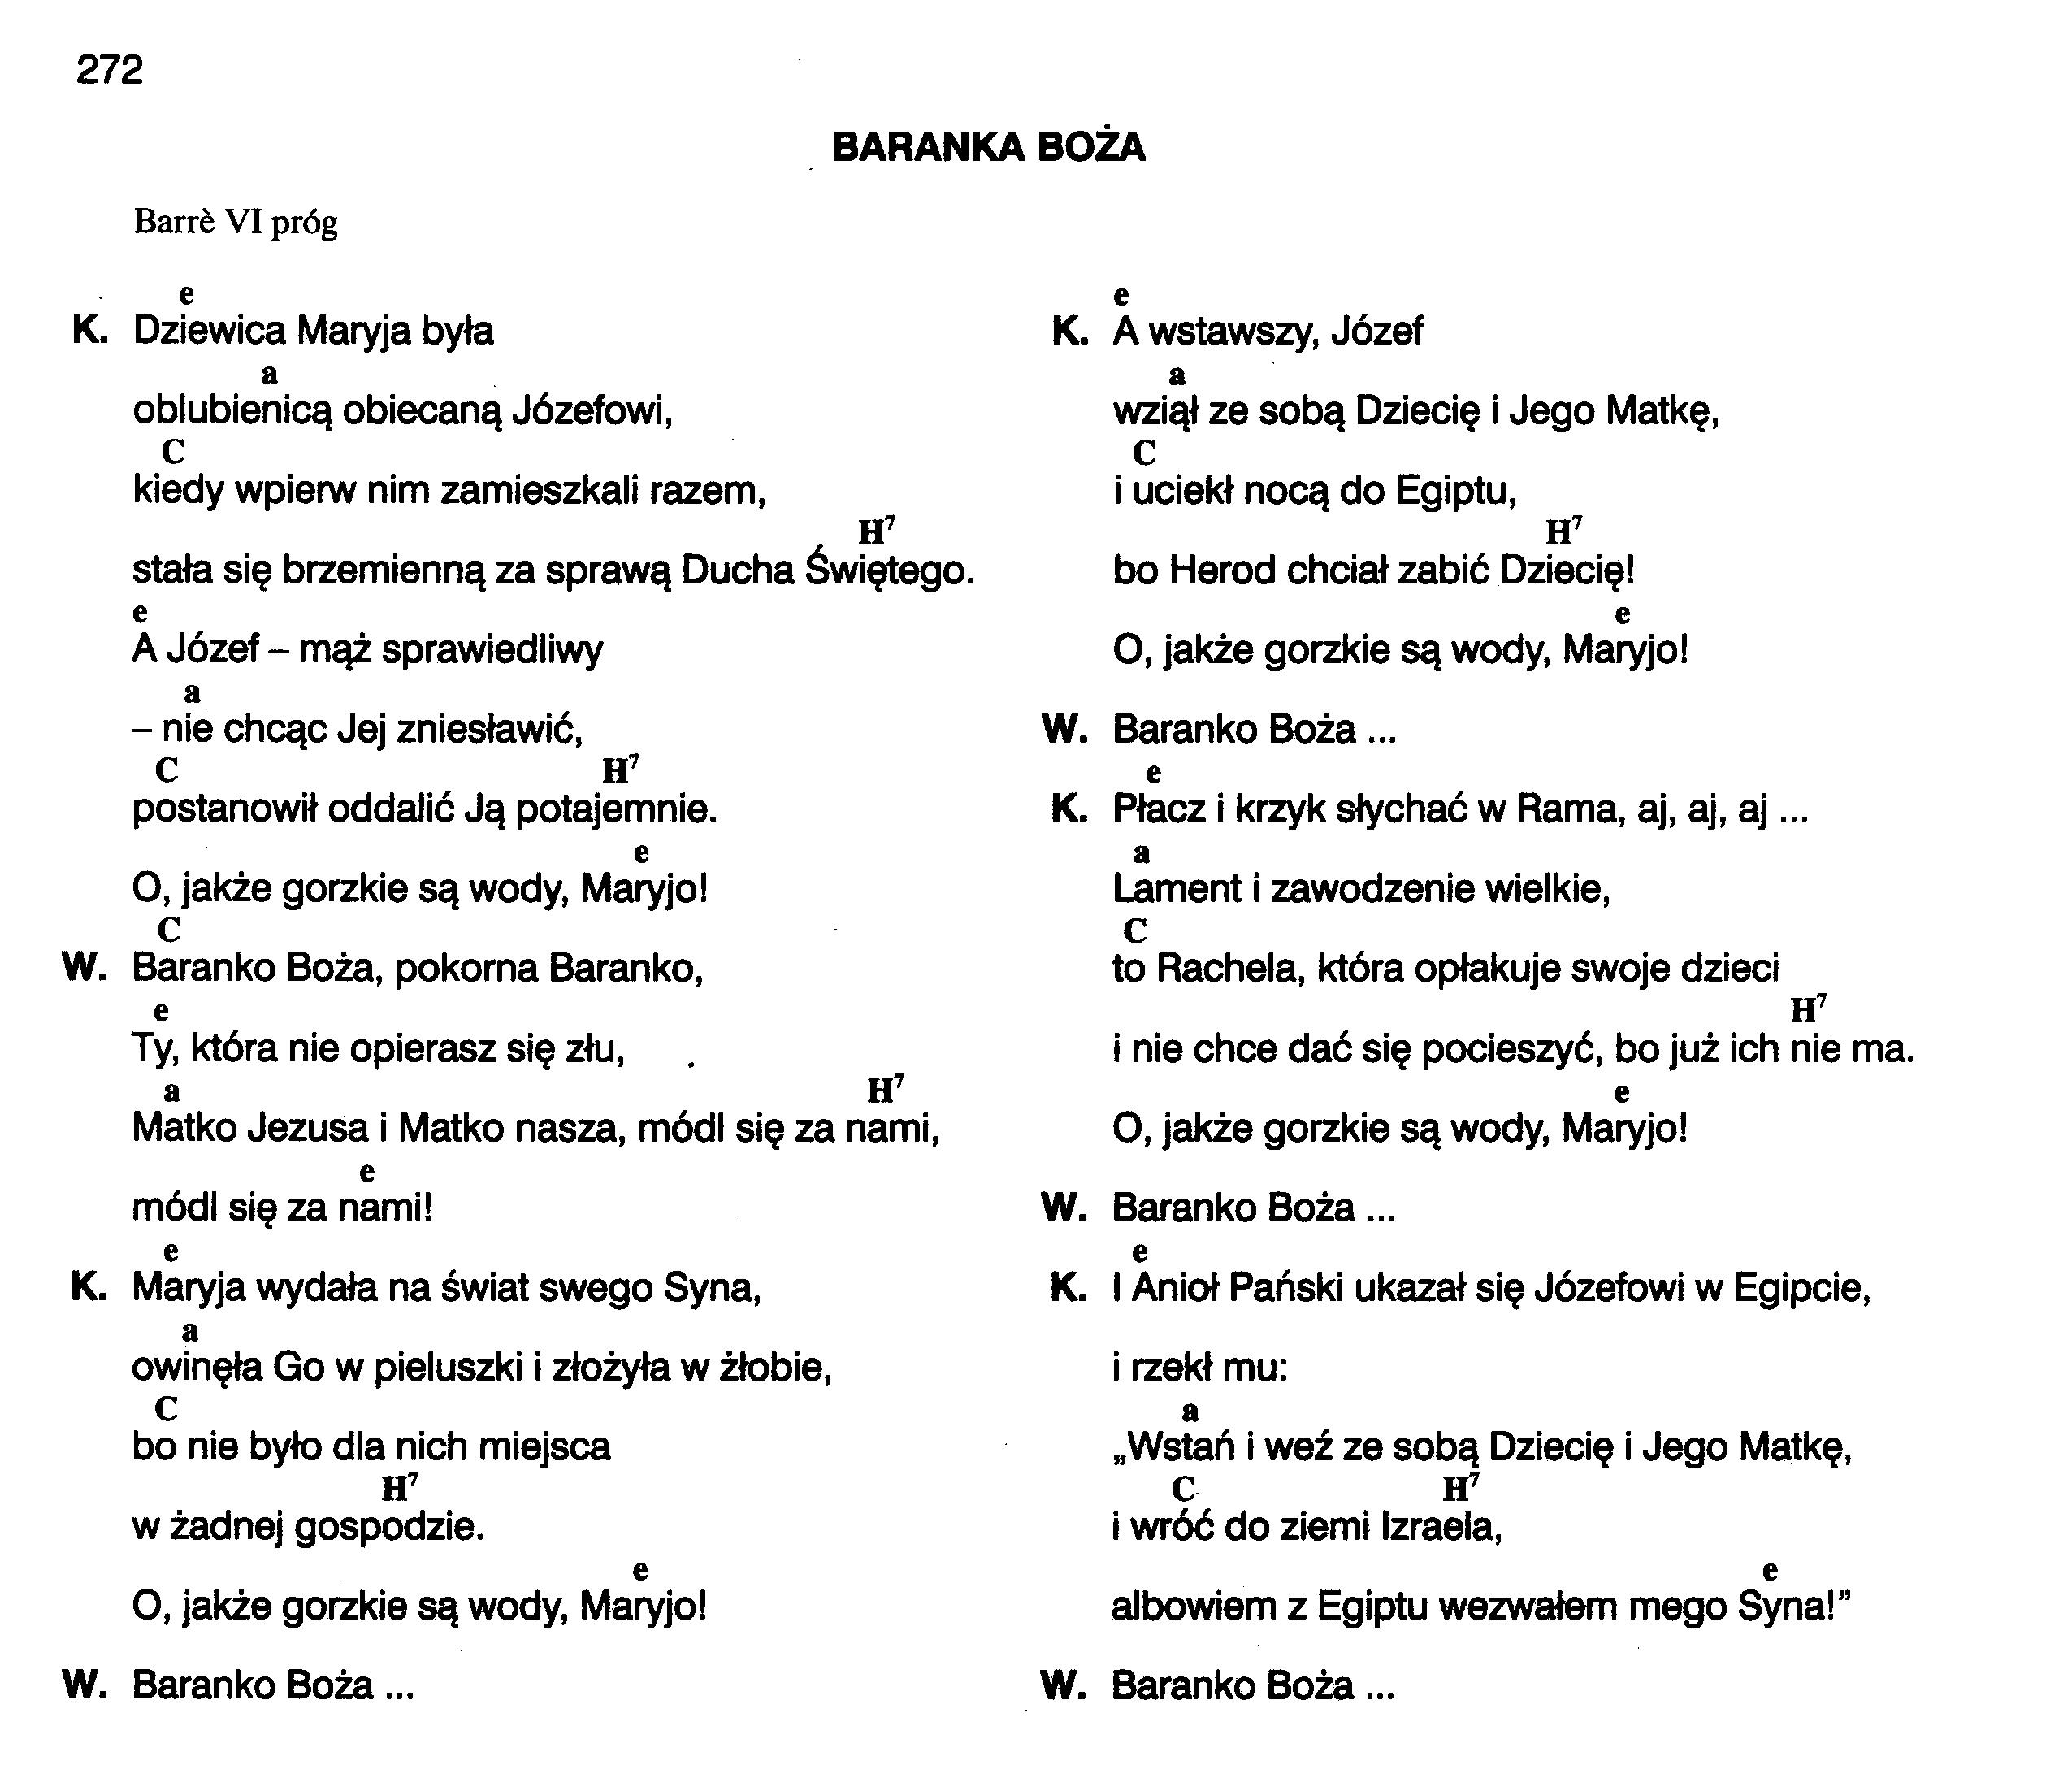 272
BARANKA BOŻA
Barrè VI próg
e
K. Dziewica Maryja była
a
oblubienicą obiecaną Józefowi,
C
kiedy wpierw nim zamieszkali razem,
H⁷
stała się brzemienną za sprawą Ducha Świętego.
e
A Józef – mąż sprawiedliwy
a
– nie chcąc Jej zniesławić,
C H⁷
postanowił oddalić Ją potajemnie.
e
O, jakże gorzkie są wody, Maryjo!
C
W. Baranko Boża, pokorna Baranko,
e
Ty, która nie opierasz się złu,
a H⁷
Matko Jezusa i Matko nasza, módl się za nami,
e
módl się za nami!
e
K. Maryja wydała na świat swego Syna,
a
owinęła Go w pieluszki i złożyła w żłobie,
C
bo nie było dla nich miejsca
H⁷
w żadnej gospodzie.
e
O, jakże gorzkie są wody, Maryjo!
W. Baranko Boża ...
e
K. A wstawszy, Józef
a
wziął ze sobą Dziecię i Jego Matkę,
C
i uciekł nocą do Egiptu,
H⁷
bo Herod chciał zabić Dziecię!
e
O, jakże gorzkie są wody, Maryjo!
W. Baranko Boża ...
e
K. Płacz i krzyk słychać w Rama, aj, aj, aj ...
a
Lament i zawodzenie wielkie,
C
to Rachela, która opłakuje swoje dzieci
H⁷
i nie chce dać się pocieszyć, bo już ich nie ma.
e
O, jakże gorzkie są wody, Maryjo!
W. Baranko Boża ...
e
K. I Anioł Pański ukazał się Józefowi w Egipcie,
i rzekł mu:
a
„Wstań i weź ze sobą Dziecię i Jego Matkę,
C H⁷
i wróć do ziemi Izraela,
e
albowiem z Egiptu wezwałem mego Syna!”
W. Baranko Boża ...